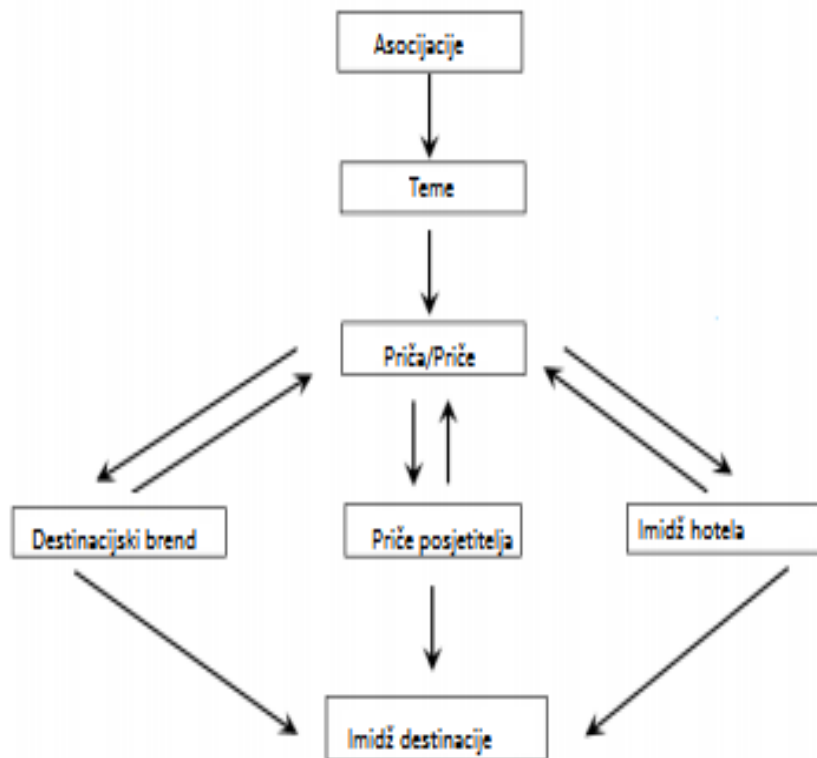 Asocijacije
Teme
Priča/Priče
Destinacijski brend
Priče posjetitelja
Imidž hotela
Imidž destinacije